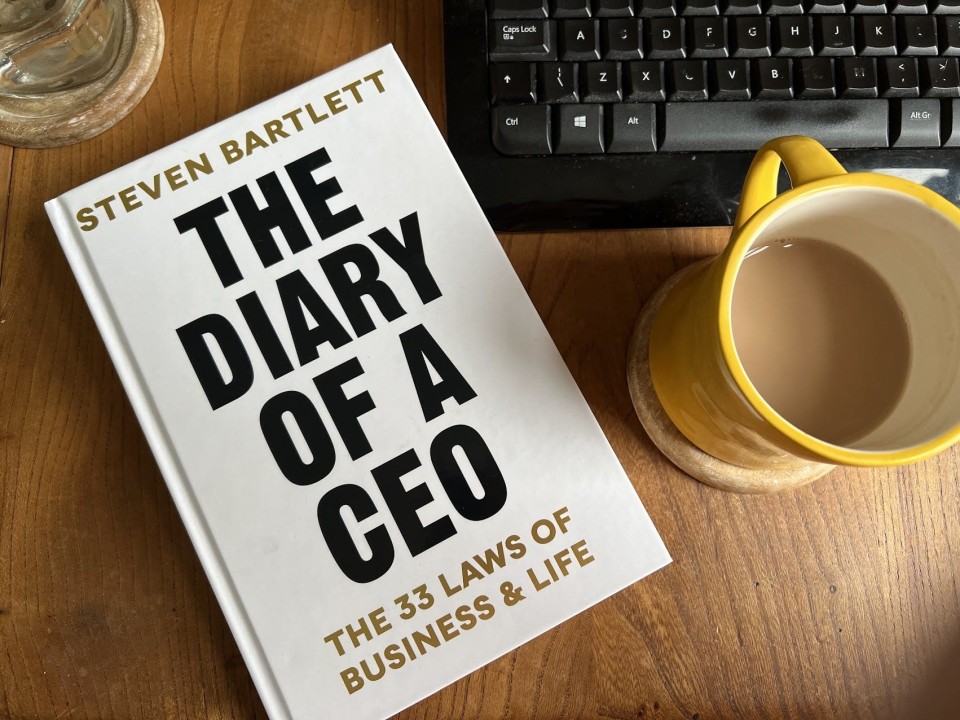 STEVEN BARTLETT
THE
DIARY
OF A
CEO
THE 33 LAWS OF
BUSINESS & LIFE
Caps Lock
A S D F G H J K L
\ Z X C V B < >
Ctrl Alt Alt Gr